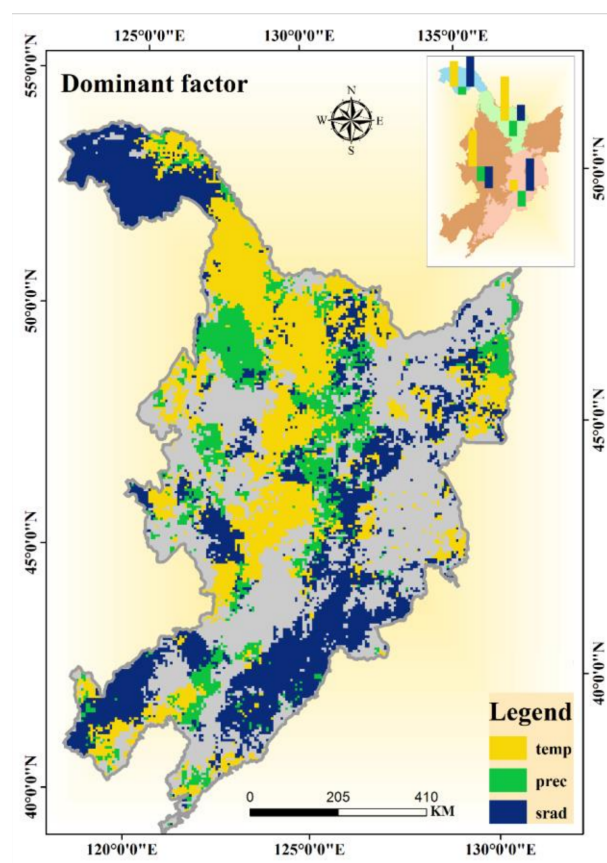 125°0'0"E
130°0'0"E
135°0'0"E
Dominant factor
N
W
E
S
55°0'0"N
50°0'0"N
45°0'0"N
40°0'0"N
50°0'0"N
45°0'0"N
40°0'0"N
Legend
temp
prec
srad
0 205 410
KM
120°0'0"E
125°0'0"E
130°0'0"E